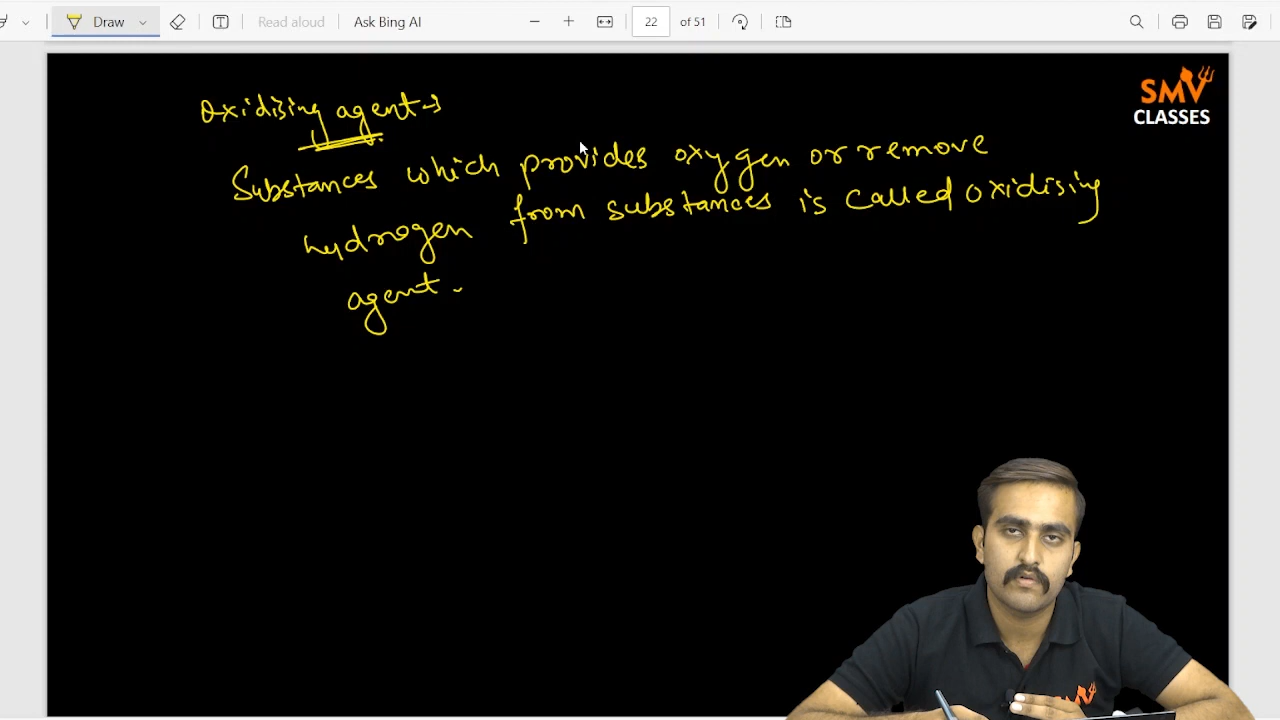 Draw
Read aloud
Ask Bing AI
22 of 51
SMV
CLASSES
Oxidising agent→
Substances which provides oxygen or remove
hydrogen from substances is called oxidising
agent.